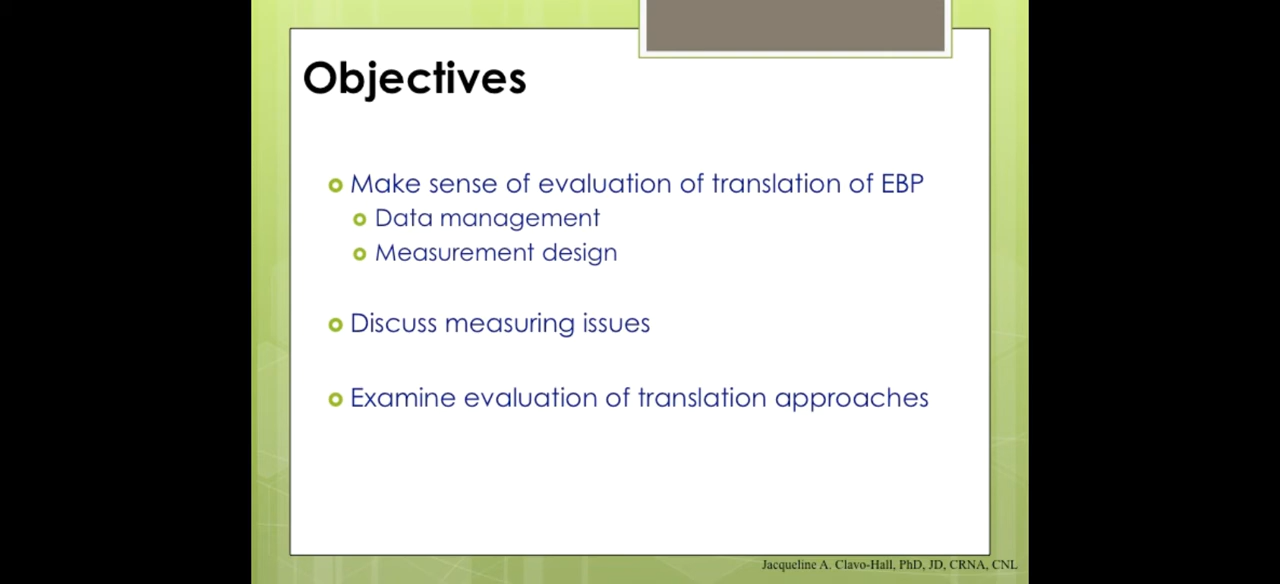 Objectives
Make sense of evaluation of translation of EBP
Data management
Measurement design
Discuss measuring issues
Examine evaluation of translation approaches
Jacqueline A. Clavo-Hall, PhD, JD, CRNA, CNL